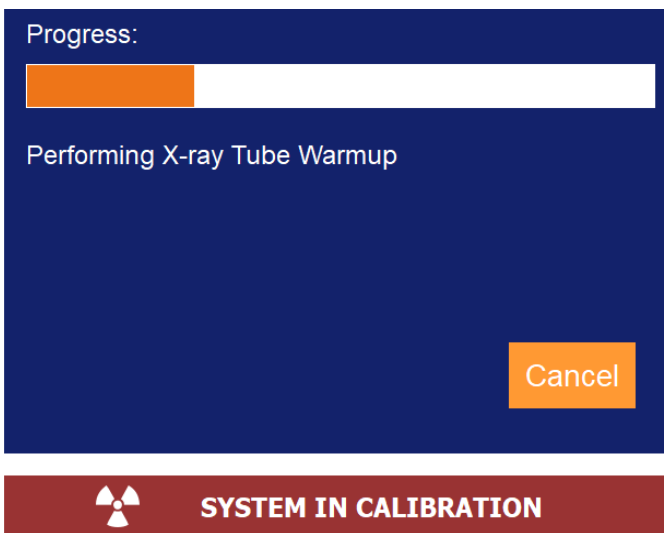 Progress:
Performing X-ray Tube Warmup
Cancel
SYSTEM IN CALIBRATION